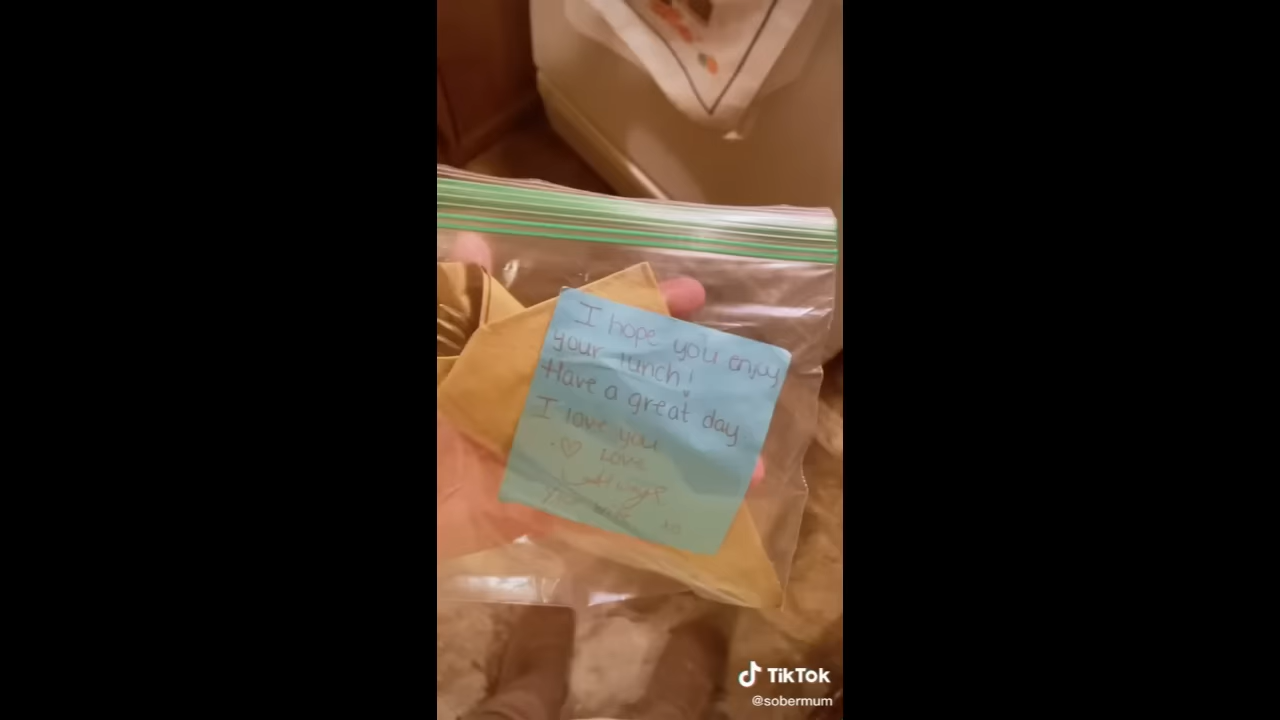 I hope you enjoy
your lunch!
Have a great day
I love you
Love
TikTok
@sobermum